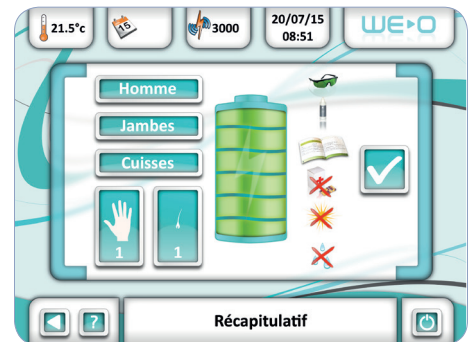 21.5°c
15
3000
20/07/15
08:51
WE►O
Homme
Jambes
Cuisses
1
1
?
Récapitulatif